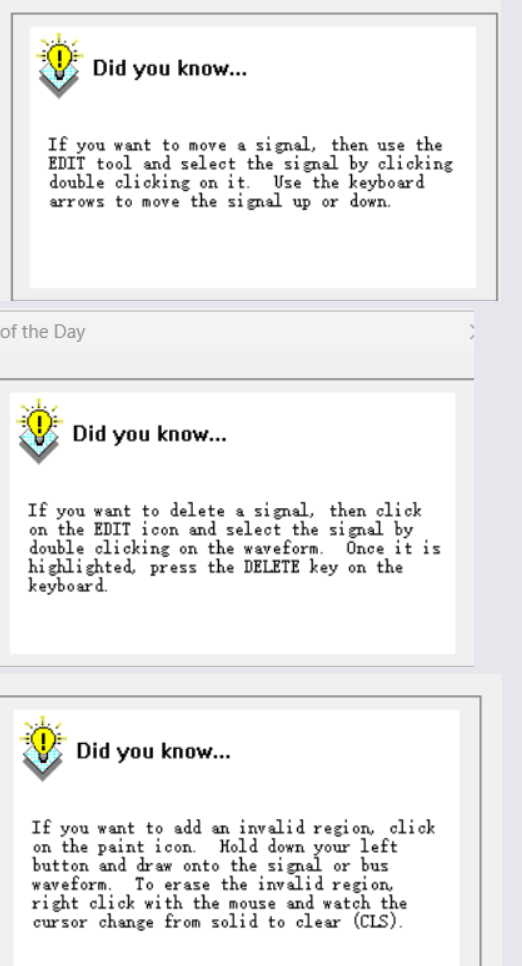 Did you know...
If you want to move a signal, then use the
EDIT tool and select the signal by clicking
double clicking on it.  Use the keyboard
arrows to move the signal up or down.
of the Day
Did you know...
If you want to delete a signal, then click
on the EDIT icon and select the signal by
double clicking on the waveform.  Once it is
highlighted, press the DELETE key on the
keyboard.
Did you know...
If you want to add an invalid region, click
on the paint icon.  Hold down your left
button and draw onto the signal or bus
waveform.  To erase the invalid region,
right click with the mouse and watch the
cursor change from solid to clear (CLS).